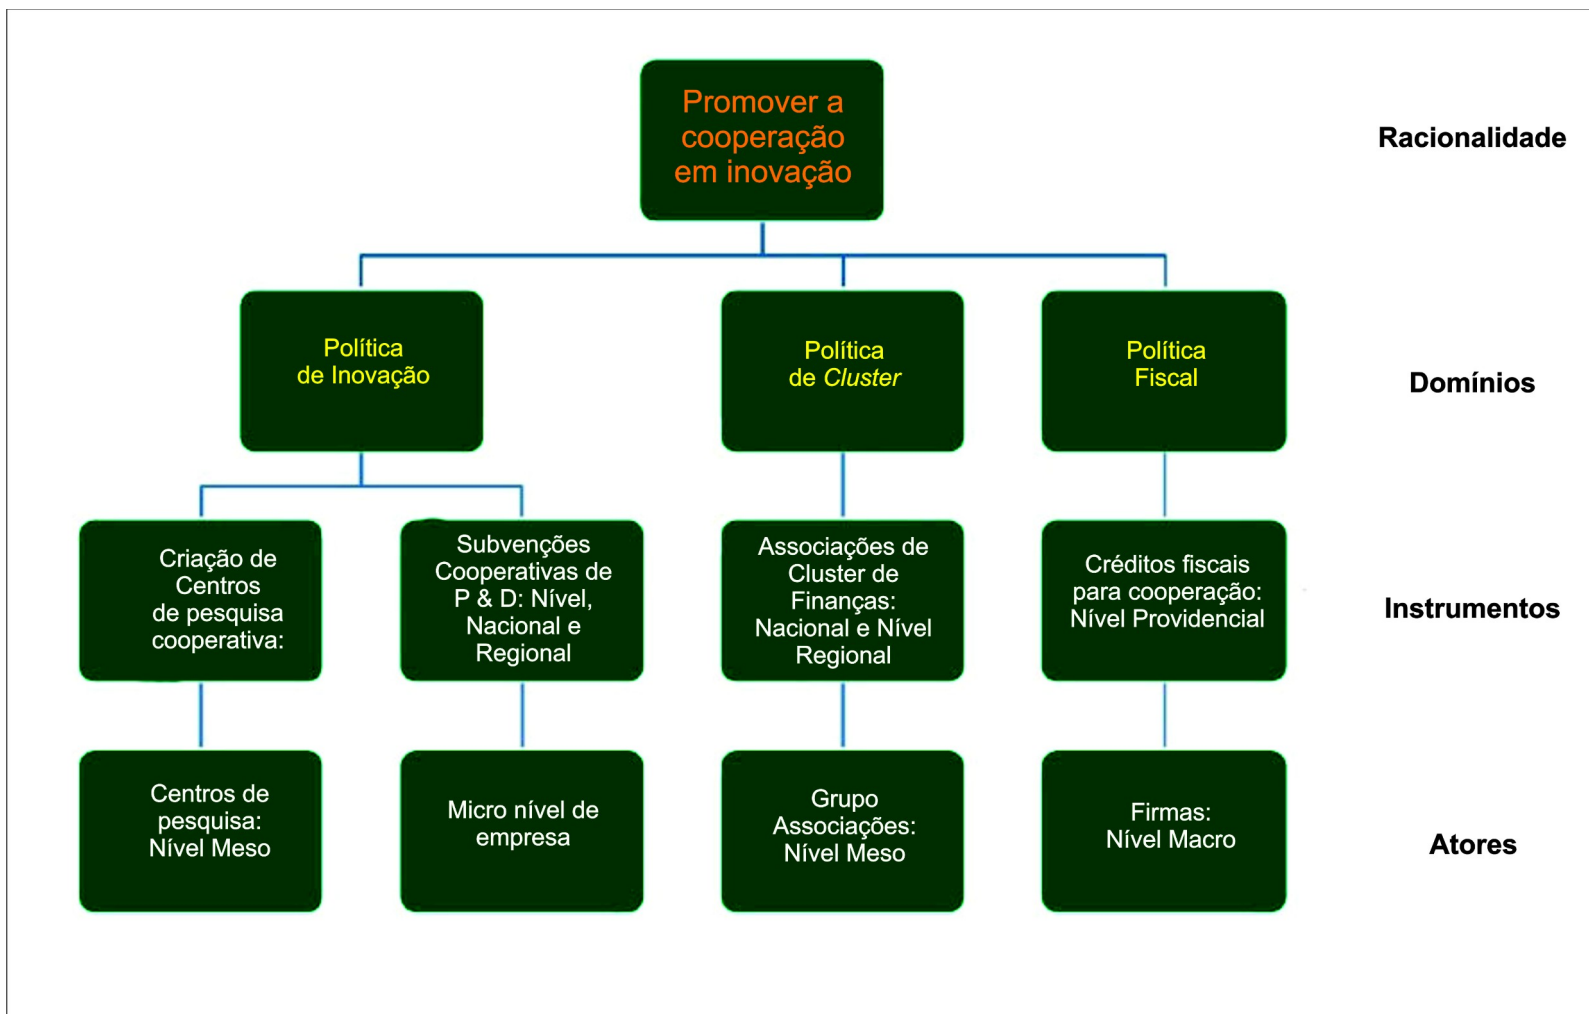 Promover a
cooperação
em inovação
Racionalidade
Política
de Inovação
Política
de Cluster
Política
Fiscal
Domínios
Criação de
Centros
de pesquisa
cooperativa:
Subvenções
Cooperativas de
P & D: Nível,
Nacional e
Regional
Associações de
Cluster de
Finanças:
Nacional e Nível
Regional
Créditos fiscais
para cooperação:
Nível Providencial
Instrumentos
Centros de
pesquisa:
Nível Meso
Micro nível de
empresa
Grupo
Associações:
Nível Meso
Firmas:
Nível Macro
Atores